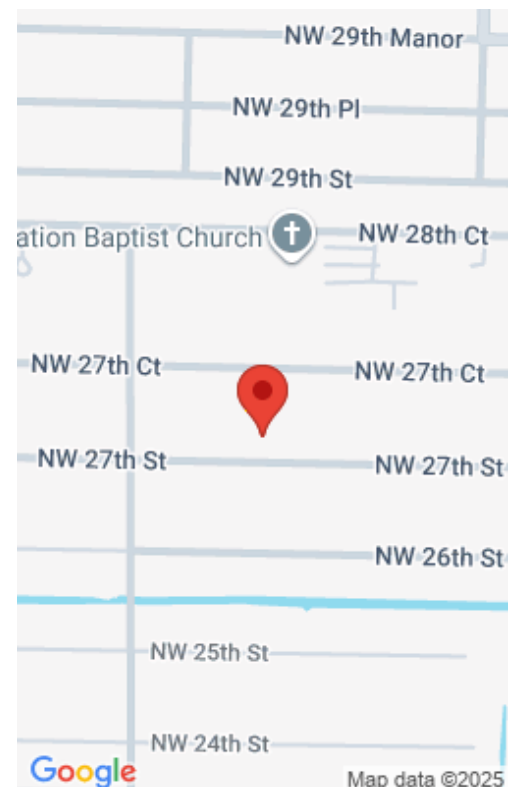 NW 29th Manor
NW 29th Pl
NW 29th St
ation Baptist Church
NW 28th Ct
NW 27th Ct
NW 27th Ct
NW 27th St
NW 27th St
NW 26th St
NW 25th St
NW 24th St
Google
Map data ©2025